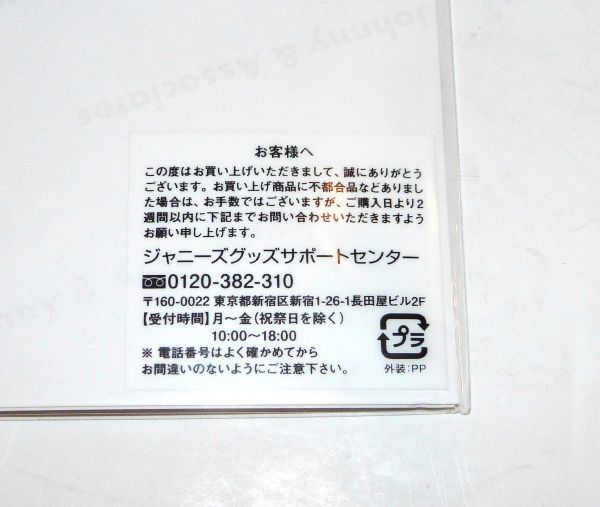 Johnny & Associates
お客様へ
この度はお買い上げいただきまして、誠にありがとう
ございます。お買い上げ商品に不都合品などありまし
た場合は、お手数ではございますが、ご購入日より2
週間以内に下記までお問い合わせいただきますよう
お願い申し上げます。
ジャニーズグッズサポートセンター
0120-382-310
〒160-0022 東京都新宿区新宿1-26-1長田屋ビル2F
【受付時間】月〜金(祝祭日を除く)
10:00〜18:00
※ 電話番号はよく確かめてから
お間違いのないようにご注意下さい。
プラ
外装:PP